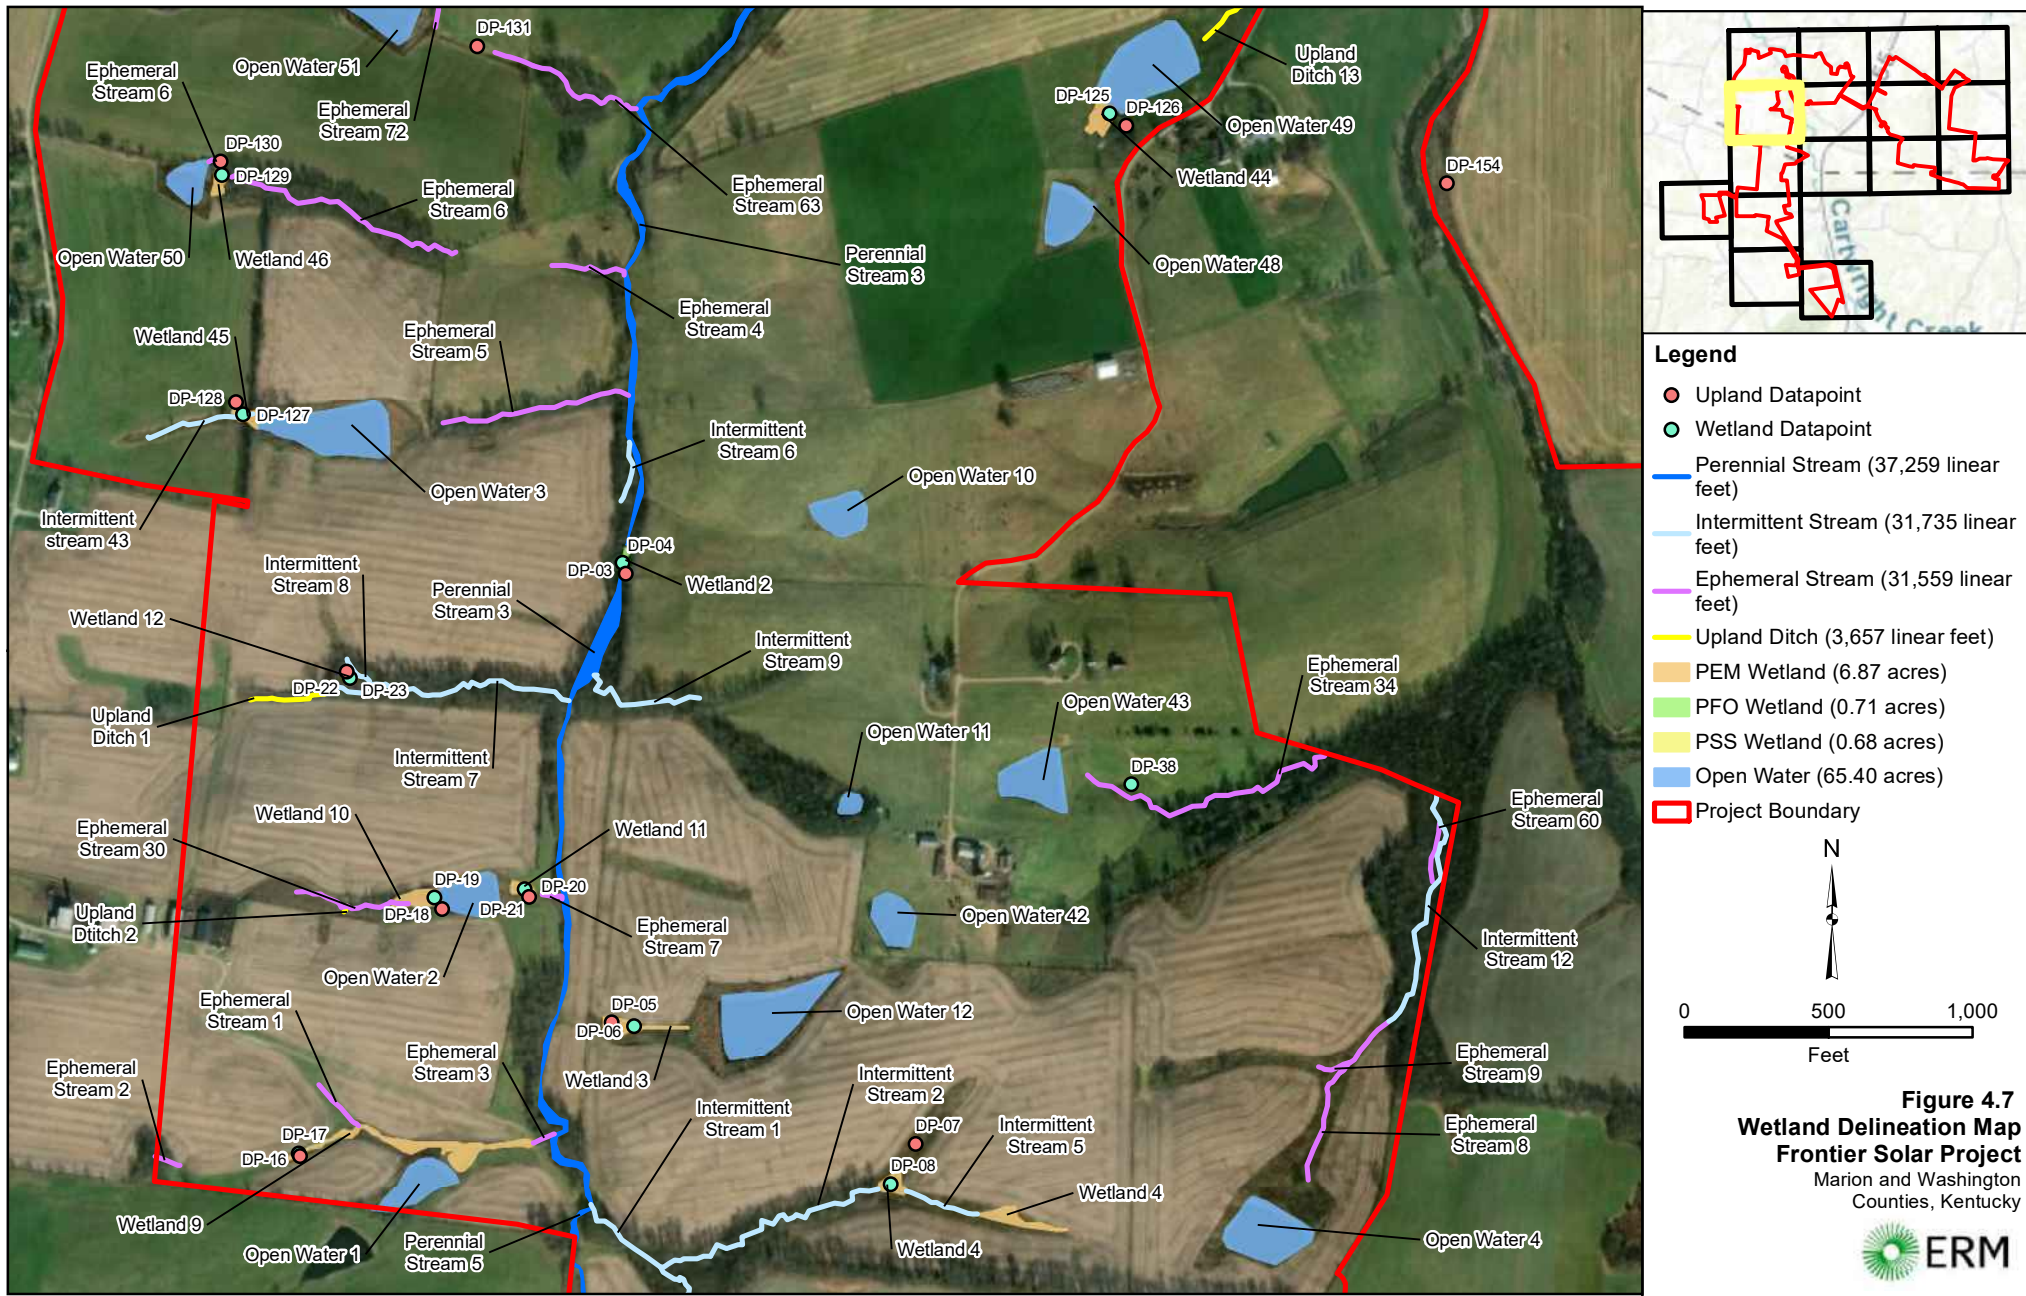 DP-131
Open Water 51
Ephemeral
Stream 6
Ephemeral
Stream 72
Upland
Ditch 13
DP-125
DP-126
Open Water 49
DP-130
DP-129
Ephemeral
Stream 6
Ephemeral
Stream 63
Wetland 44
DP-154
Open Water 50
Wetland 46
Perennial
Stream 3
Open Water 48
Ephemeral
Stream 4
Wetland 45
Ephemeral
Stream 5
DP-128
DP-127
Intermittent
Stream 6
Open Water 3
Open Water 10
Intermittent
stream 43
DP-04
DP-03
Wetland 2
Intermittent
Stream 8
Perennial
Stream 3
Wetland 12
Intermittent
Stream 9
Ephemeral
Stream 34
DP-22
DP-23
Upland
Ditch 1
Open Water 43
Open Water 11
Intermittent
Stream 7
DP-38
Wetland 10
Wetland 11
Ephemeral
Stream 30
Ephemeral
Stream 60
DP-19
DP-20
DP-18
DP-21
Upland
Dtitch 2
Open Water 42
Ephemeral
Stream 7
Intermittent
Stream 12
Open Water 2
Ephemeral
Stream 1
DP-05
DP-06
Open Water 12
Ephemeral
Stream 3
Wetland 3
Ephemeral
Stream 2
Intermittent
Stream 2
Ephemeral
Stream 9
Intermittent
Stream 1
DP-07
Intermittent
Stream 5
Ephemeral
Stream 8
DP-17
DP-16
DP-08
Wetland 4
Wetland 9
Open Water 1
Perennial
Stream 5
Wetland 4
Open Water 4
Cartwright Creek
Legend
Upland Datapoint
Wetland Datapoint
Perennial Stream (37,259 linear
feet)
Intermittent Stream (31,735 linear
feet)
Ephemeral Stream (31,559 linear
feet)
Upland Ditch (3,657 linear feet)
PEM Wetland (6.87 acres)
PFO Wetland (0.71 acres)
PSS Wetland (0.68 acres)
Open Water (65.40 acres)
Project Boundary
N
0 500 1,000
Feet
Figure 4.7
Wetland Delineation Map
Frontier Solar Project
Marion and Washington
Counties, Kentucky
ERM